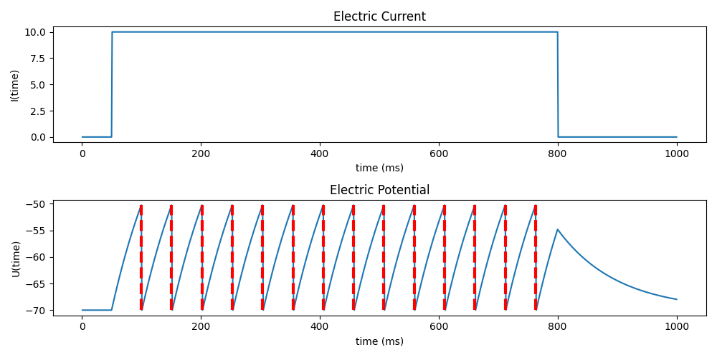 Electric Current
10.0
7.5
5.0
2.5
0.0
I(time)
0 200 400 600 800 1000
time (ms)
Electric Potential
−50
−55
−60
−65
−70
U(time)
0 200 400 600 800 1000
time (ms)